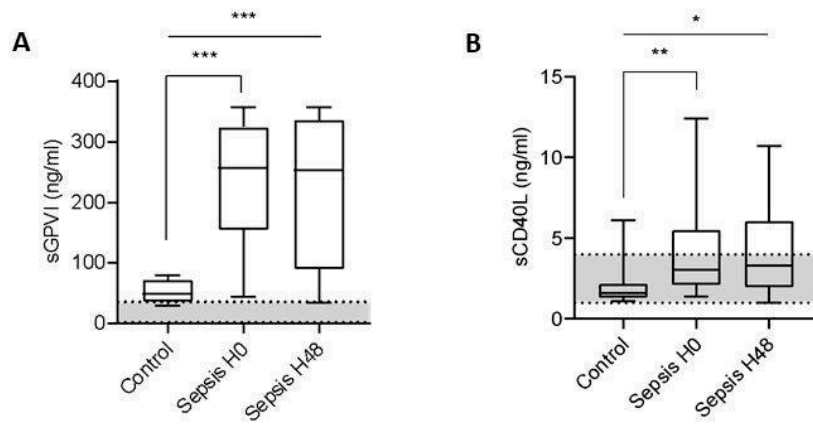 A
***
***
400
300
200
100
0
sGPVI (ng/ml)
Control
Sepsis H0
Sepsis H48
B
*
**
15
10
5
0
sCD40L (ng/ml)
Control
Sepsis H0
Sepsis H48